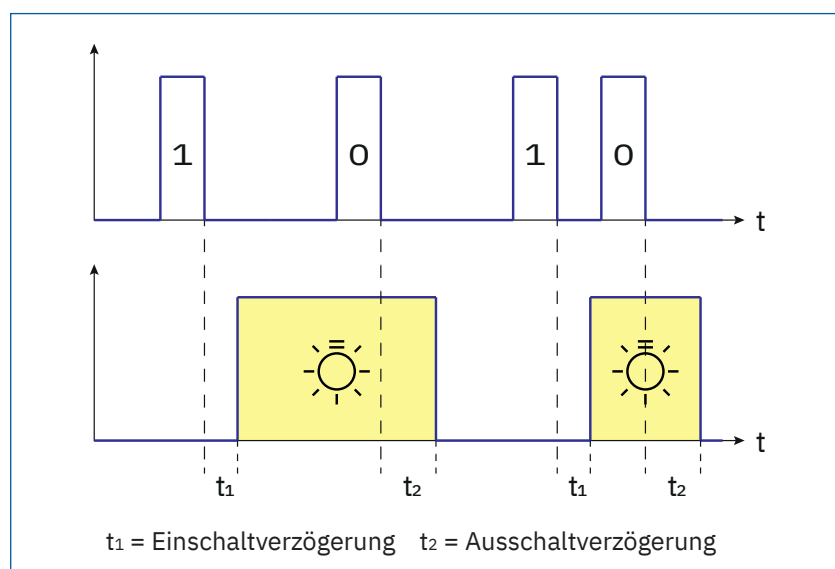 1 0 1 0
t
t
t₁ t₂ t₁ t₂
t₁ = Einschaltverzögerung t₂ = Ausschaltverzögerung